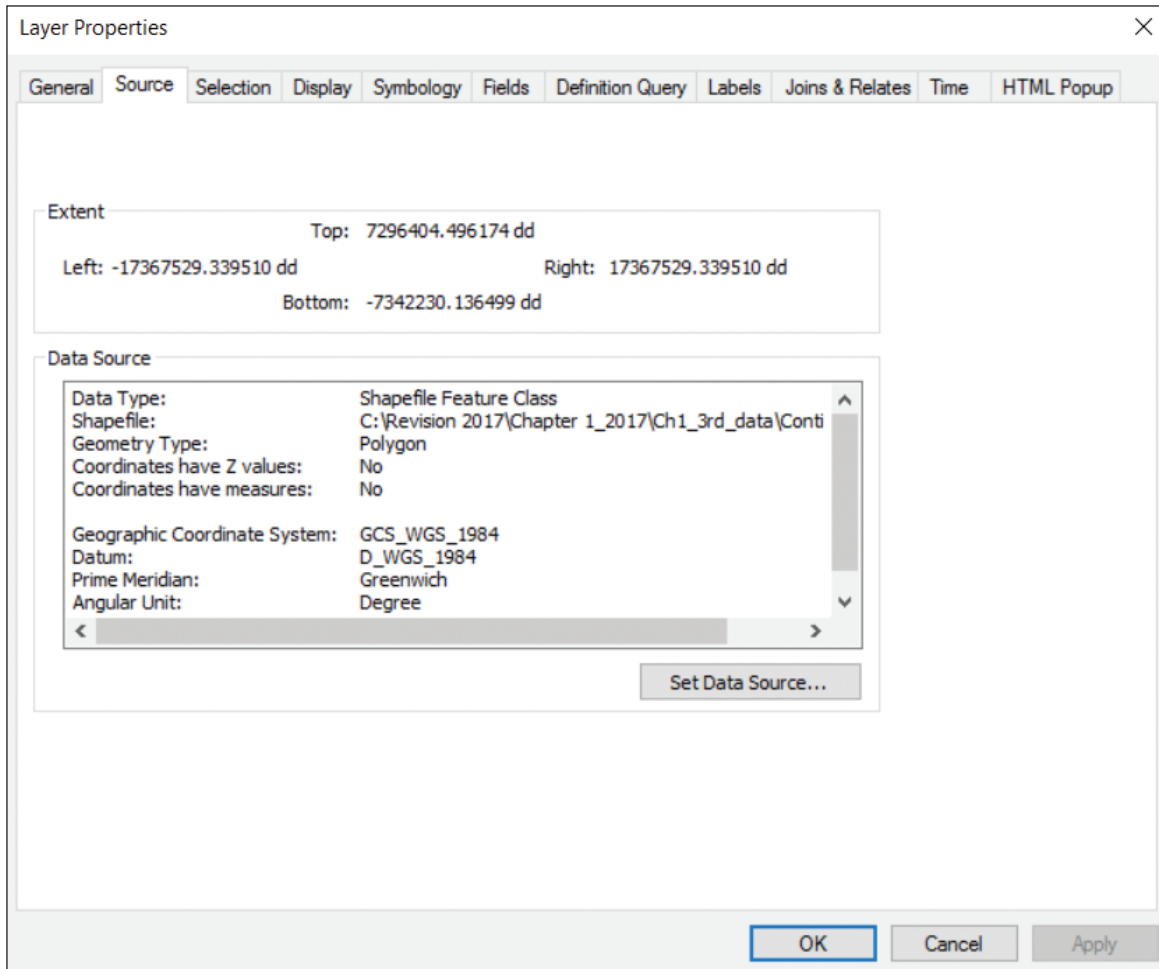 Layer Properties
General Source Selection Display Symbology Fields Definition Query Labels Joins & Relates Time HTML Popup
Extent
Top: 7296404.496174 dd
Left: -17367529.339510 dd Right: 17367529.339510 dd
Bottom: -7342230.136499 dd
Data Source
Data Type: Shapefile Feature Class
Shapefile: C:\Revision 2017\Chapter 1_2017\Ch1_3rd_data\Conti
Geometry Type: Polygon
Coordinates have Z values: No
Coordinates have measures: No
Geographic Coordinate System: GCS_WGS_1984
Datum: D_WGS_1984
Prime Meridian: Greenwich
Angular Unit: Degree
Set Data Source...
OK Cancel Apply